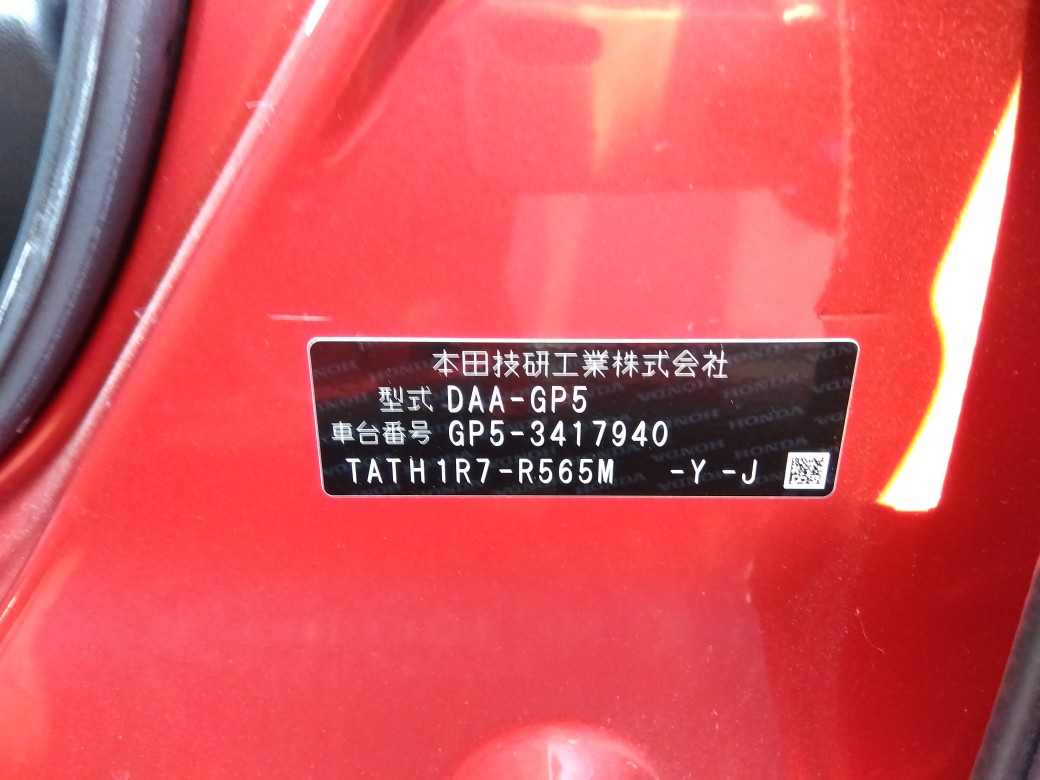 本田技研工業株式会社
型式 DAA-GP5
車台番号 GP5-3417940
TATH1R7-R565M -Y -J